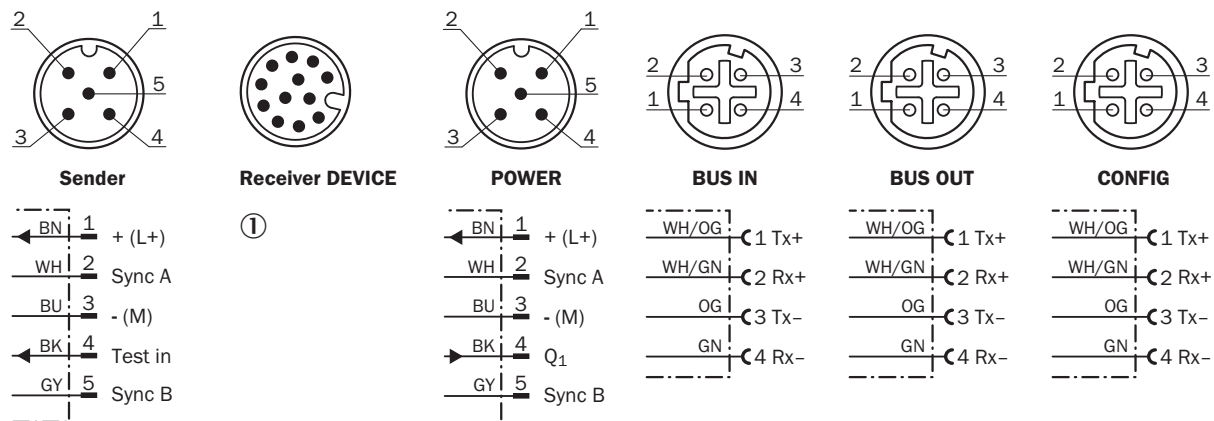 2 1
5
3 4
Sender
Receiver DEVICE
2 1
5
3 4
POWER
2 3
1 4
BUS IN
2 3
1 4
BUS OUT
2 3
1 4
CONFIG
BN 1 + (L+)
WH 2 Sync A
BU 3 - (M)
BK 4 Test in
GY 5 Sync B
①
BN 1 + (L+)
WH 2 Sync A
BU 3 - (M)
BK 4 Q₁
GY 5 Sync B
WH/OG 1 Tx+
WH/GN 2 Rx+
OG 3 Tx–
GN 4 Rx–
WH/OG 1 Tx+
WH/GN 2 Rx+
OG 3 Tx–
GN 4 Rx–
WH/OG 1 Tx+
WH/GN 2 Rx+
OG 3 Tx–
GN 4 Rx–